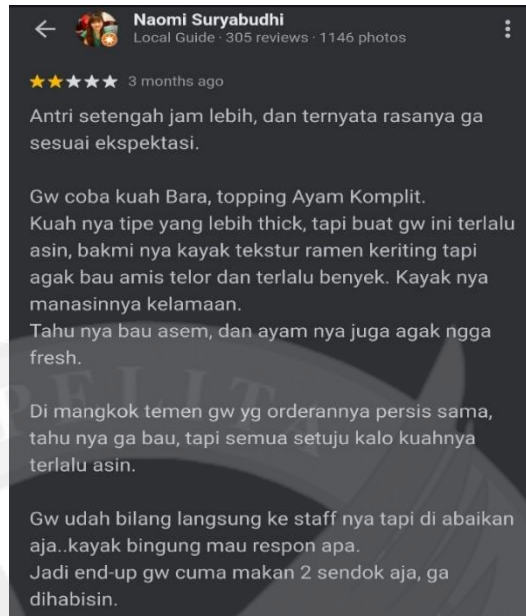 Naomi Suryabudhi
Local Guide · 305 reviews · 1146 photos
3 months ago
Antri setengah jam lebih, dan ternyata rasanya ga
sesuai ekspektasi.
Gw coba kuah Bara, topping Ayam Komplit.
Kuah nya tipe yang lebih thick, tapi buat gw ini terlalu
asin, bakmi nya kayak tekstur ramen keriting tapi
agak bau amis telor dan terlalu benyek. Kayak nya
manasinnya kelamaan.
Tahu nya bau asem, dan ayam nya juga agak ngga
fresh.
Di mangkok temen gw yg orderannya persis sama,
tahu nya ga bau, tapi semua setuju kalo kuahnya
terlalu asin.
Gw udah bilang langsung ke staff nya tapi di abaikan
aja..kayak bingung mau respon apa.
Jadi end-up gw cuma makan 2 sendok aja, ga
dihabisin.
PELITA